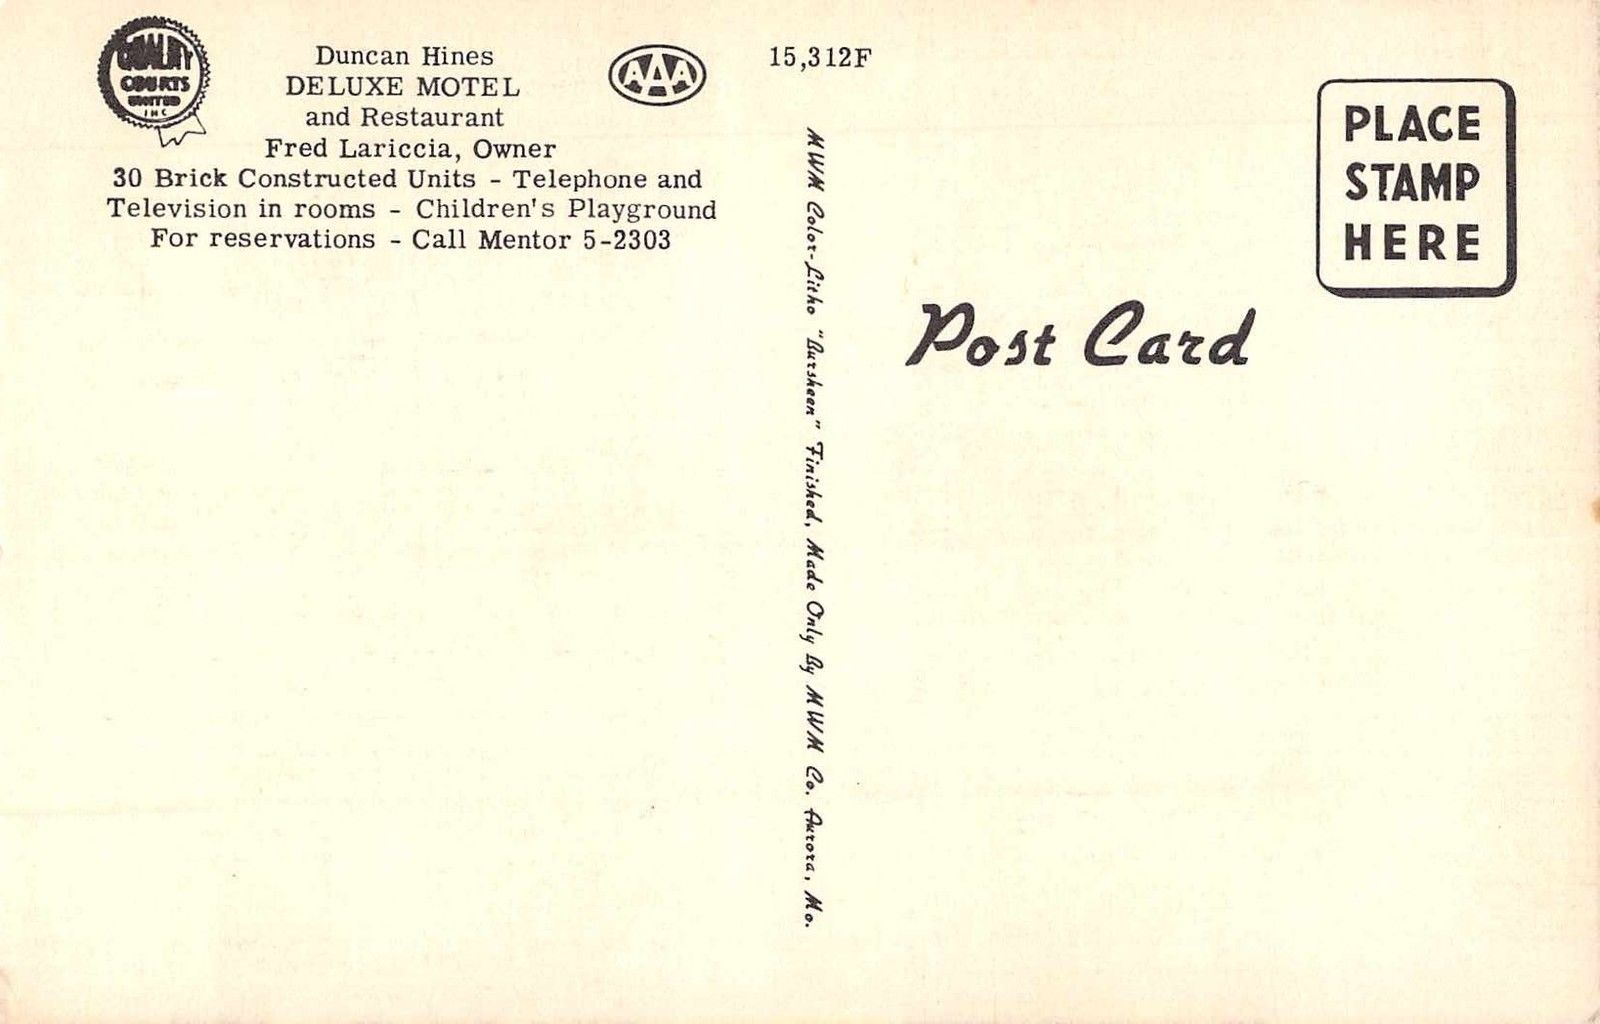 QUALITY
COURTS
UNITED
INC
Duncan Hines
DELUXE MOTEL
and Restaurant
Fred Lariccia, Owner
30 Brick Constructed Units - Telephone and
Television in rooms - Children's Playground
For reservations - Call Mentor 5-2303
AAA
15,312F
MWM Color-Litho "Bursheen" Finished, Made Only By MWM Co. Aurora, Mo.
PLACE
STAMP
HERE
Post Card